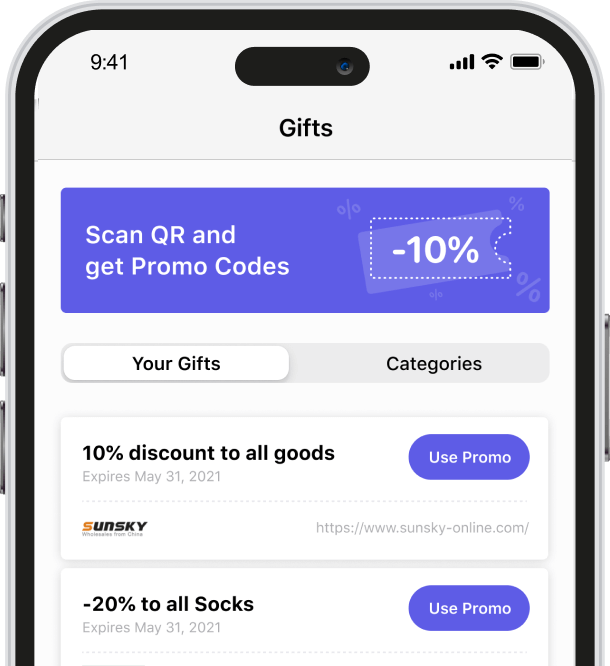 9:41
Gifts
Scan QR and
get Promo Codes
%
%
-10%
%
%
Your Gifts
Categories
10% discount to all goods
Expires May 31, 2021
Use Promo
SUNSKY
Wholesales from China
https://www.sunsky-online.com/
-20% to all Socks
Expires May 31, 2021
Use Promo